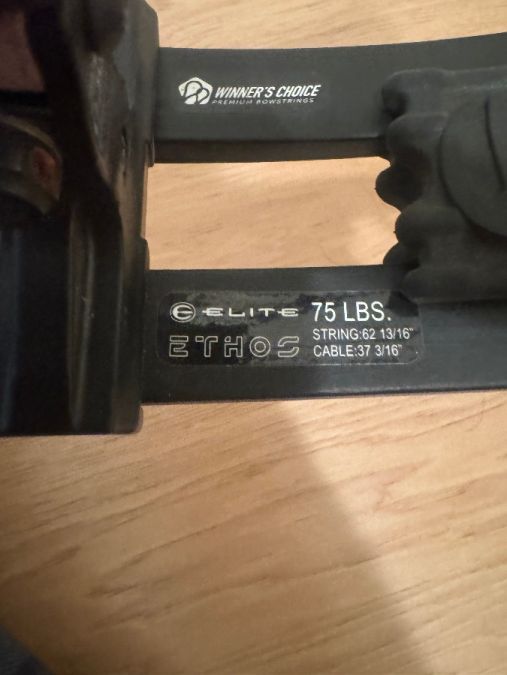 WINNER'S CHOICE
PREMIUM BOWSTRINGS
ELITE 75 LBS.
ETHOS STRING:62 13/16"
CABLE:37 3/16"